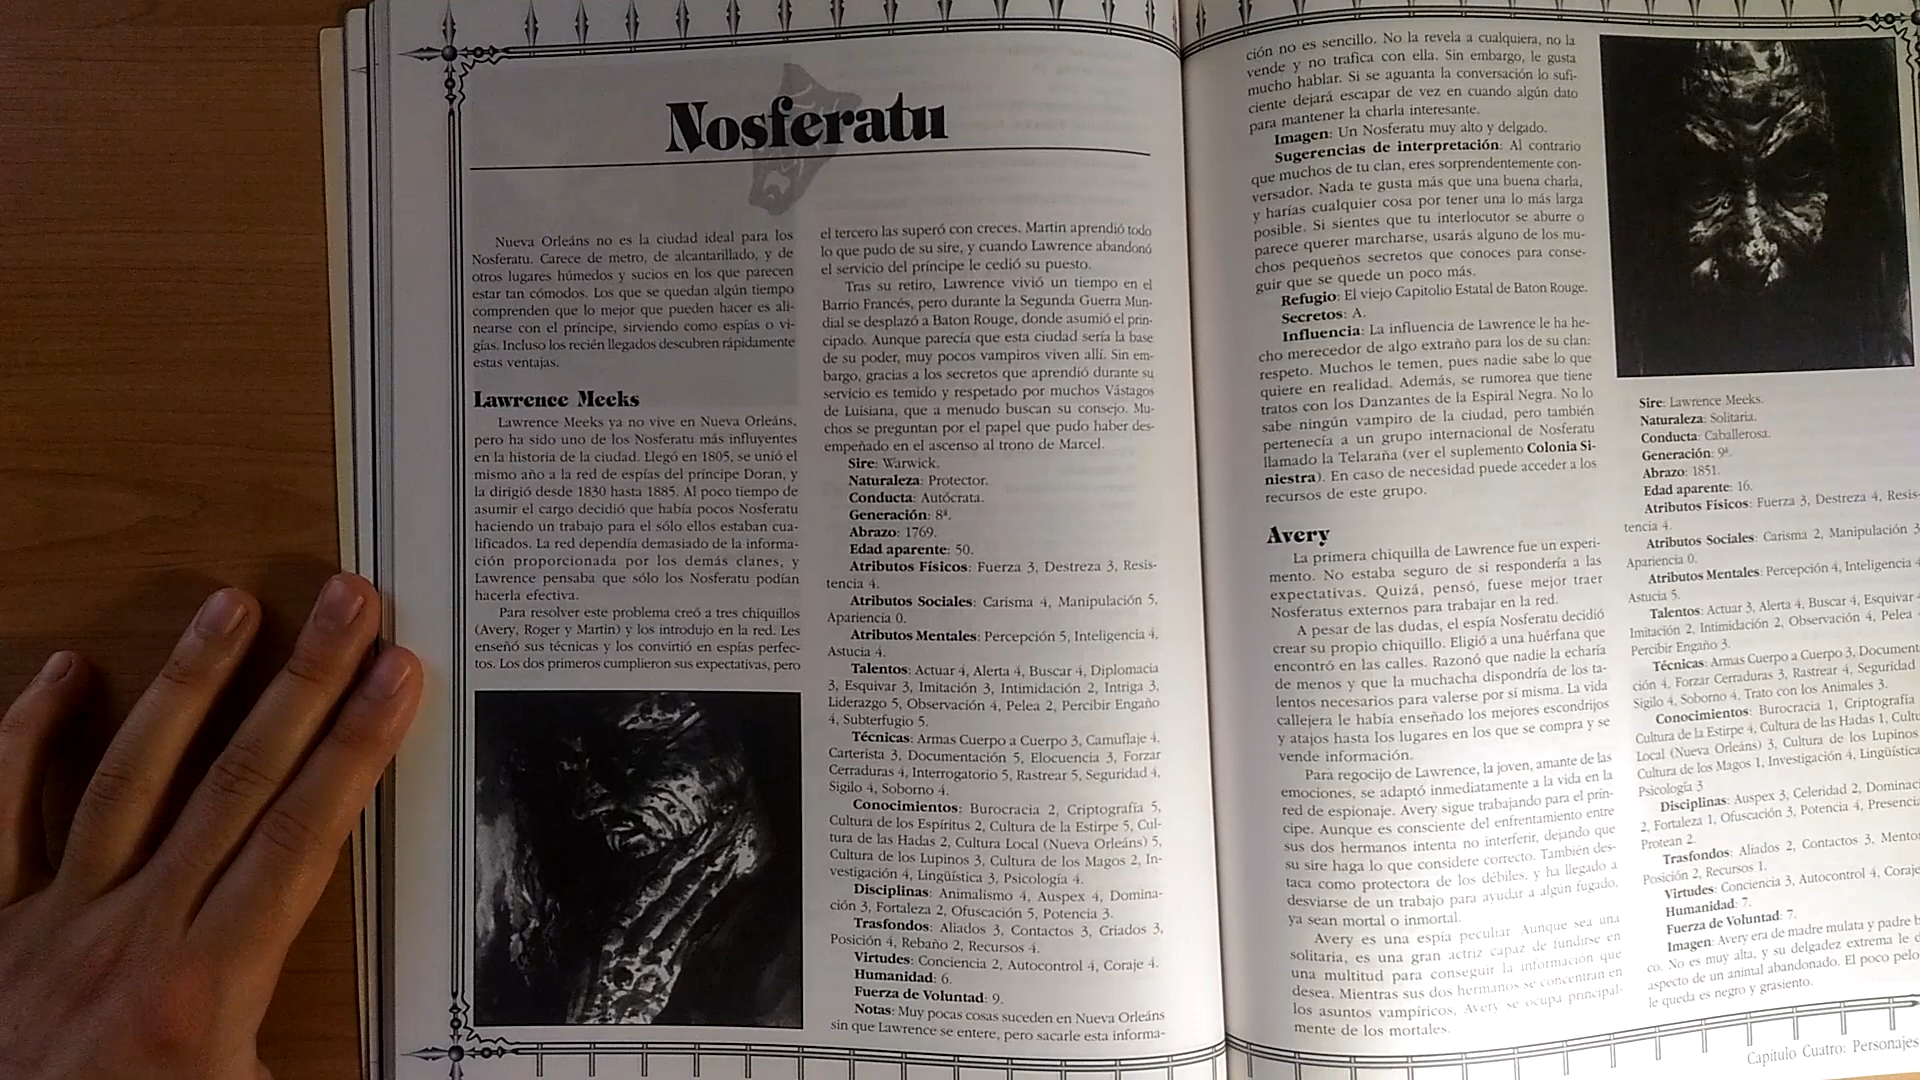 Nosferatu
Nueva Orleáns no es la ciudad ideal para los
Nosferatu. Carece de metro, de alcantarillado, y de
otros lugares húmedos y sucios en los que parecen
estar tan cómodos. Los que se quedan algún tiempo
comprenden que lo mejor que pueden hacer es ali-
nearse con el príncipe, sirviendo como espías o vi-
gías. Incluso los recién llegados descubren rápidamente
estas ventajas.
Lawrence Meeks
Lawrence Meeks ya no vive en Nueva Orleáns,
pero ha sido uno de los Nosferatu más influyentes
en la historía de la ciudad. Llegó en 1805, se unió el
mismo año a la red de espías del príncipe Doran, y
la dirigió desde 1830 hasta 1885. Al poco tiempo de
asumir el cargo decidió que había pocos Nosferatu
haciendo un trabajo para el sólo ellos estaban cua-
lificados. La red dependía demasiado de la informa-
ción proporcionada por los demás clanes, y
Lawrence pensaba que sólo los Nosferatu podían
hacerla efectiva.
Para resolver este problema creó a tres chiquillos
(Avery, Roger y Martin) y los introdujo en la red. Les
enseñó sus técnicas y los convirtió en espías perfec-
tos. Los dos primeros cumplieron sus expectativas, pero
el tercero las superó con creces. Martin aprendió todo
lo que pudo de su sire, y cuando Lawrence abandonó
el servicio del príncipe le cedió su puesto.
Tras su retiro, Lawrence vivió un tiempo en el
Barrio Francés, pero durante la Segunda Guerra Mun-
dial se desplazó a Baton Rouge, donde asumió el prin-
cipado. Aunque parecía que esta ciudad sería la base
de su poder, muy pocos vampiros viven allí. Sin em-
bargo, gracias a los secretos que aprendió durante su
servicio es temido y respetado por muchos Vástagos
de Luisiana, que a menudo buscan su consejo. Mu-
chos se preguntan por el papel que pudo haber des-
empeñado en el ascenso al trono de Marcel.
Sire: Warwick.
Naturaleza: Protector.
Conducta: Autócrata.
Generación: 8ª.
Abrazo: 1769.
Edad aparente: 50.
Atributos Físicos: Fuerza 3, Destreza 3, Resis-
tencia 4.
Atributos Sociales: Carisma 4, Manipulación 5,
Apariencia 0.
Atributos Mentales: Percepción 5, Inteligencia 4,
Astucia 4.
Talentos: Actuar 4, Alerta 4, Buscar 4, Diplomacia
3, Esquivar 3, Imitación 3, Intimidación 2, Intriga 3,
Liderazgo 5, Observación 4, Pelea 2, Percibir Engaño
4, Subterfugio 5.
Técnicas: Armas Cuerpo a Cuerpo 3, Camuflaje 4,
Carterista 3, Documentación 5, Elocuencia 3, Forzar
Cerraduras 4, Interrogatorio 5, Rastrear 5, Seguridad 4,
Sigilo 4, Soborno 4.
Conocimientos: Burocracia 2, Criptografía 5,
Cultura de los Espíritus 2, Cultura de la Estirpe 5, Cul-
tura de las Hadas 2, Cultura Local (Nueva Orleáns) 5,
Cultura de los Lupinos 3, Cultura de los Magos 2, In-
vestigación 4, Lingüística 3, Psicología 4.
Disciplinas: Animalismo 4, Auspex 4, Domina-
ción 3, Fortaleza 2, Ofuscación 5, Potencia 3.
Trasfondos: Aliados 3, Contactos 3, Criados 3,
Posición 4, Rebaño 2, Recursos 4.
Virtudes: Conciencia 2, Autocontrol 4, Coraje 4.
Humanidad: 6.
Fuerza de Voluntad: 9.
Notas: Muy pocas cosas suceden en Nueva Orleáns
sin que Lawrence se entere, pero sacarle esta informa-
ción no es sencillo. No la revela a cualquiera, no la
vende y no trafica con ella. Sin embargo, le gusta
mucho hablar. Si se aguanta la conversación lo sufi-
ciente dejará escapar de vez en cuando algún dato
para mantener la charla interesante.
Imagen: Un Nosferatu muy alto y delgado.
Sugerencias de interpretación: Al contrario
que muchos de tu clan, eres sorprendentemente con-
versador. Nada te gusta más que una buena charla,
y harías cualquier cosa por tener una lo más larga
posible. Si sientes que tu interlocutor se aburre o
parece querer marcharse, usarás alguno de los mu-
chos pequeños secretos que conoces para conse-
guir que se quede un poco más.
Refugio: El viejo Capitolio Estatal de Baton Rouge.
Secretos: A.
Influencia: La influencia de Lawrence le ha he-
cho merecedor de algo extraño para los de su clan:
respeto. Muchos le temen, pues nadie sabe lo que
quiere en realidad. Además, se rumorea que tiene
tratos con los Danzantes de la Espiral Negra. No lo
sabe ningún vampiro de la ciudad, pero también
pertenecía a un grupo internacional de Nosferatu
llamado la Telaraña (ver el suplemento Colonia Si-
niestra). En caso de necesidad puede acceder a los
recursos de este grupo.
Avery
La primera chiquilla de Lawrence fue un experi-
mento. No estaba seguro de si respondería a las
expectativas. Quizá, pensó, fuese mejor traer
Nosferatus externos para trabajar en la red.
A pesar de las dudas, el espía Nosferatu decidió
crear su propio chiquillo. Eligió a una huérfana que
encontró en las calles. Razonó que nadie la echaría
de menos y que la muchacha dispondría de los ta-
lentos necesarios para valerse por sí misma. La vida
callejera le había enseñado los mejores escondrijos
y atajos hasta los lugares en los que se compra y se
vende información.
Para regocijo de Lawrence, la joven, amante de las
emociones, se adaptó inmediatamente a la vida en la
red de espionaje. Avery sigue trabajando para el prín-
cipe. Aunque es consciente del enfrentamiento entre
sus dos hermanos intenta no interferir, dejando que
su sire haga lo que considere correcto. También des-
taca como protectora de los débiles, y ha llegado a
desviarse de un trabajo para ayudar a algún fugado,
ya sean mortal o inmortal.
Avery es una espía peculiar. Aunque sea una
solitaria, es una gran actriz capaz de fundirse en
una multitud para conseguir la información que
desea. Mientras sus dos hermanos se concentran en
los asuntos vampíricos, Avery se ocupa principal-
mente de los mortales.
Sire: Lawrence Meeks.
Naturaleza: Solitaria.
Conducta: Caballerosa.
Generación: 9ª.
Abrazo: 1851.
Edad aparente: 16.
Atributos Físicos: Fuerza 3, Destreza 4, Resis-
tencia 4.
Atributos Sociales: Carisma 2, Manipulación 3
Apariencia 0.
Atributos Mentales: Percepción 4, Inteligencia 4
Astucia 5.
Talentos: Actuar 3, Alerta 4, Buscar 4, Esquivar
Imitación 2, Intimidación 2, Observación 4, Pelea
Percibir Engaño 3.
Técnicas: Armas Cuerpo a Cuerpo 3, Document
ción 4, Forzar Cerraduras 3, Rastrear 4, Seguridad
Sigilo 4, Soborno 4, Trato con los Animales 3.
Conocimientos: Burocracia 1, Criptografía
Cultura de la Estirpe 4, Cultura de las Hadas 1, Cultu
Local (Nueva Orleáns) 3, Cultura de los Lupinos
Cultura de los Magos 1, Investigación 4, Lingüística
Psicología 3
Disciplinas: Auspex 3, Celeridad 2, Dominac
2, Fortaleza 1, Ofuscación 3, Potencia 4, Presencia
Protean 2.
Trasfondos: Aliados 2, Contactos 3, Mento
Posición 2, Recursos 1.
Virtudes: Conciencia 3, Autocontrol 4, Coraje
Humanidad: 7.
Fuerza de Voluntad: 7.
Imagen: Avery era de madre mulata y padre b
co. No es muy alta, y su delgadez extrema le
aspecto de un animal abandonado. El poco pelo
le queda es negro y grasiento.
Capítulo Cuatro: Personajes